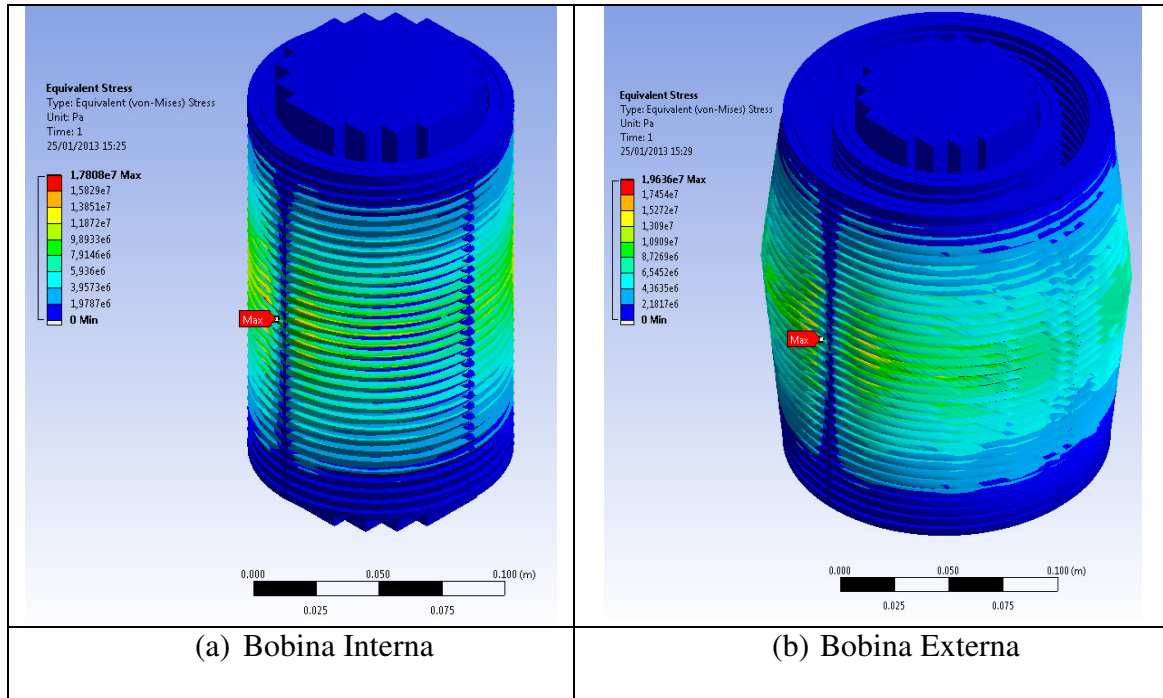 Equivalent Stress
Type: Equivalent (von-Mises) Stress
Unit: Pa
Time: 1
25/01/2013 15:25
1,7808e7 Max
1,5829e7
1,3851e7
1,1872e7
9,8933e6
7,9146e6
5,936e6
3,9573e6
1,9787e6
0 Min
Max
0.000
0.050
0.100 (m)
0.025
0.075
(a) Bobina Interna
Equivalent Stress
Type: Equivalent (von-Mises) Stress
Unit: Pa
Time: 1
25/01/2013 15:29
1,9636e7 Max
1,7454e7
1,5272e7
1,309e7
1,0909e7
8,7269e6
6,5452e6
4,3635e6
2,1817e6
0 Min
Max
0.000
0.050
0.100 (m)
0.025
0.075
(b) Bobina Externa